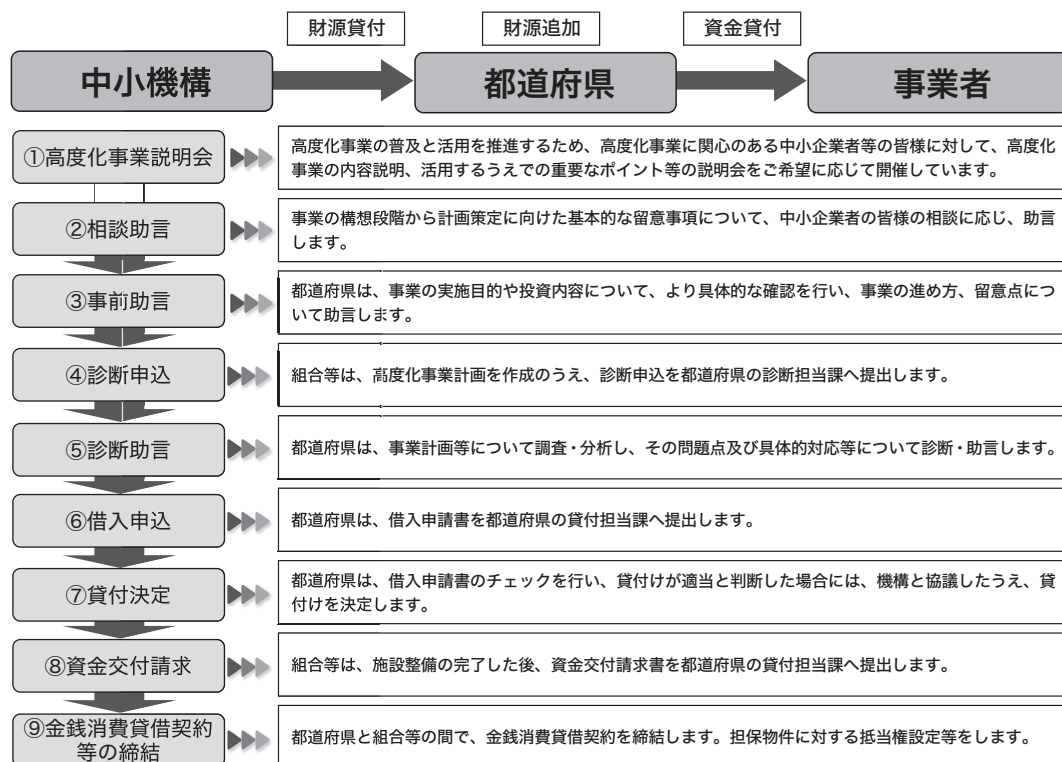 財源貸付
財源追加
資金貸付
中小機構
都道府県
事業者
①高度化事業説明会
高度化事業の普及と活用を推進するため、高度化事業に関心のある中小企業者等の皆様に対して、高度化
事業の内容説明、活用するうえでの重要なポイント等の説明会をご希望に応じて開催しています。
②相談助言
事業の構想段階から計画策定に向けた基本的な留意事項について、中小企業者の皆様の相談に応じ、助言
します。
③事前助言
都道府県は、事業の実施目的や投資内容について、より具体的な確認を行い、事業の進め方、留意点につ
いて助言します。
④診断申込
組合等は、高度化事業計画を作成のうえ、診断申込を都道府県の診断担当課へ提出します。
⑤診断助言
都道府県は、事業計画等について調査・分析し、その問題点及び具体的対応等について診断・助言します。
⑥借入申込
都道府県は、借入申請書を都道府県の貸付担当課へ提出します。
⑦貸付決定
都道府県は、借入申請書のチェックを行い、貸付けが適当と判断した場合には、機構と協議したうえ、貸
付けを決定します。
⑧資金交付請求
組合等は、施設整備の完了した後、資金交付請求書を都道府県の貸付担当課へ提出します。
⑨金銭消費貸借契約
等の締結
都道府県と組合等の間で、金銭消費貸借契約を締結します。担保物件に対する抵当権設定等をします。